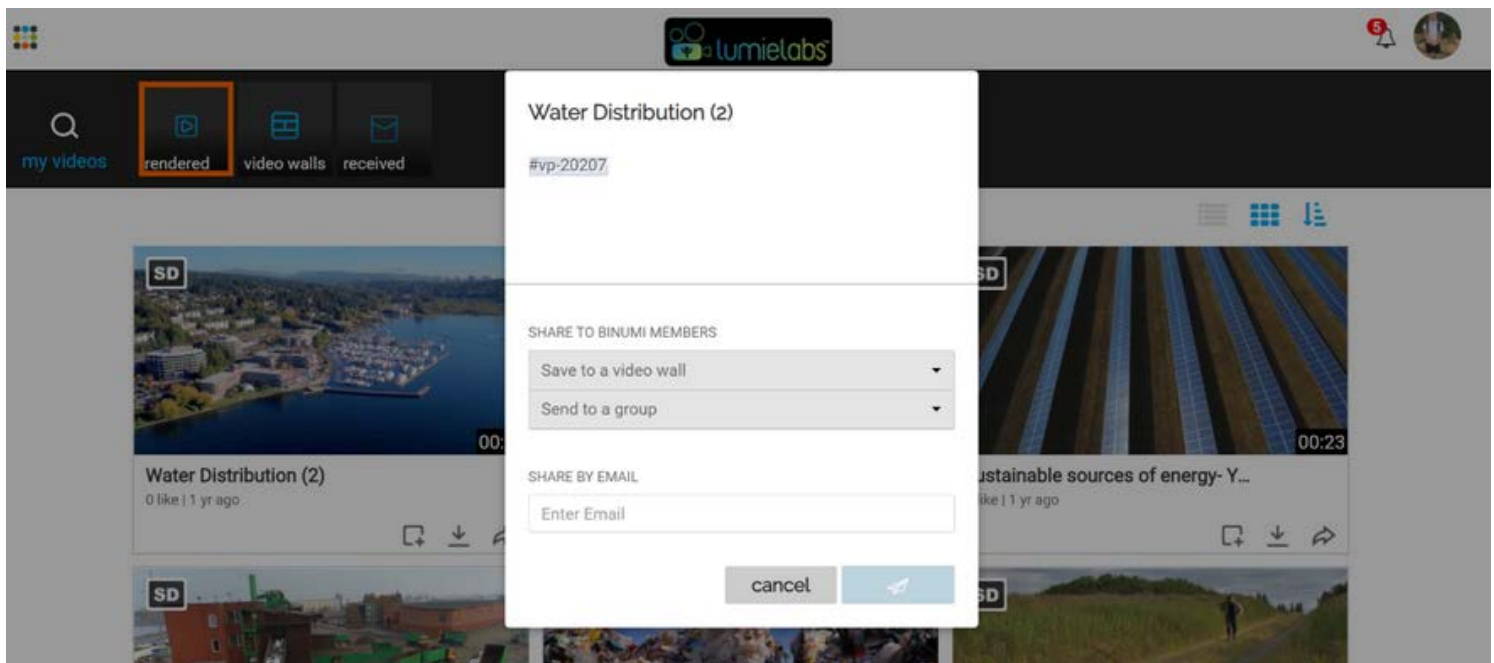 lumielabs
5
my videos
rendered
video walls
received
Water Distribution (2)
#vp-20207
SHARE TO BINUMI MEMBERS
Save to a video wall
Send to a group
SHARE BY EMAIL
Enter Email
cancel
SD
00:
Water Distribution (2)
0 like | 1 yr ago
SD
00:23
ustainable sources of energy- Y...
ike | 1 yr ago
SD
SD